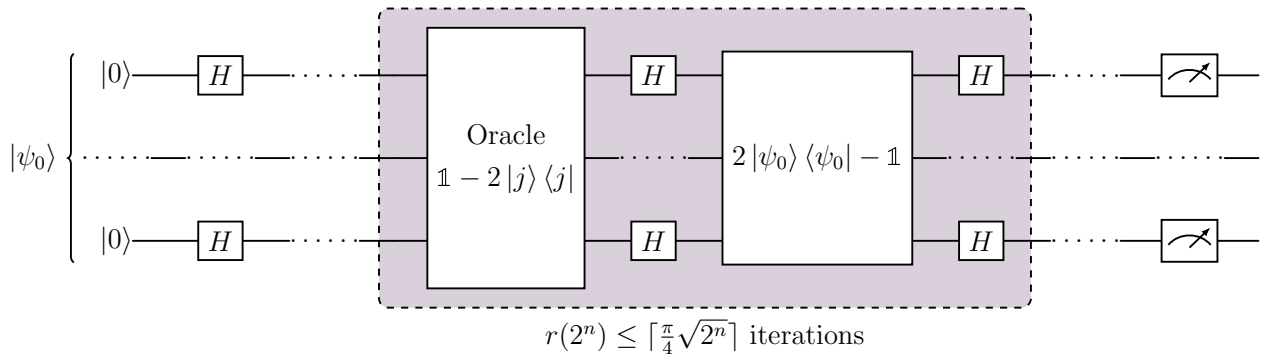 |0⟩ H H H
|ψ₀⟩ Oracle 𝟙 − 2 |j⟩ ⟨j| 2 |ψ₀⟩ ⟨ψ₀| − 𝟙
|0⟩ H H H
r(2ⁿ) ≤ ⌈π/4 √2ⁿ⌉ iterations